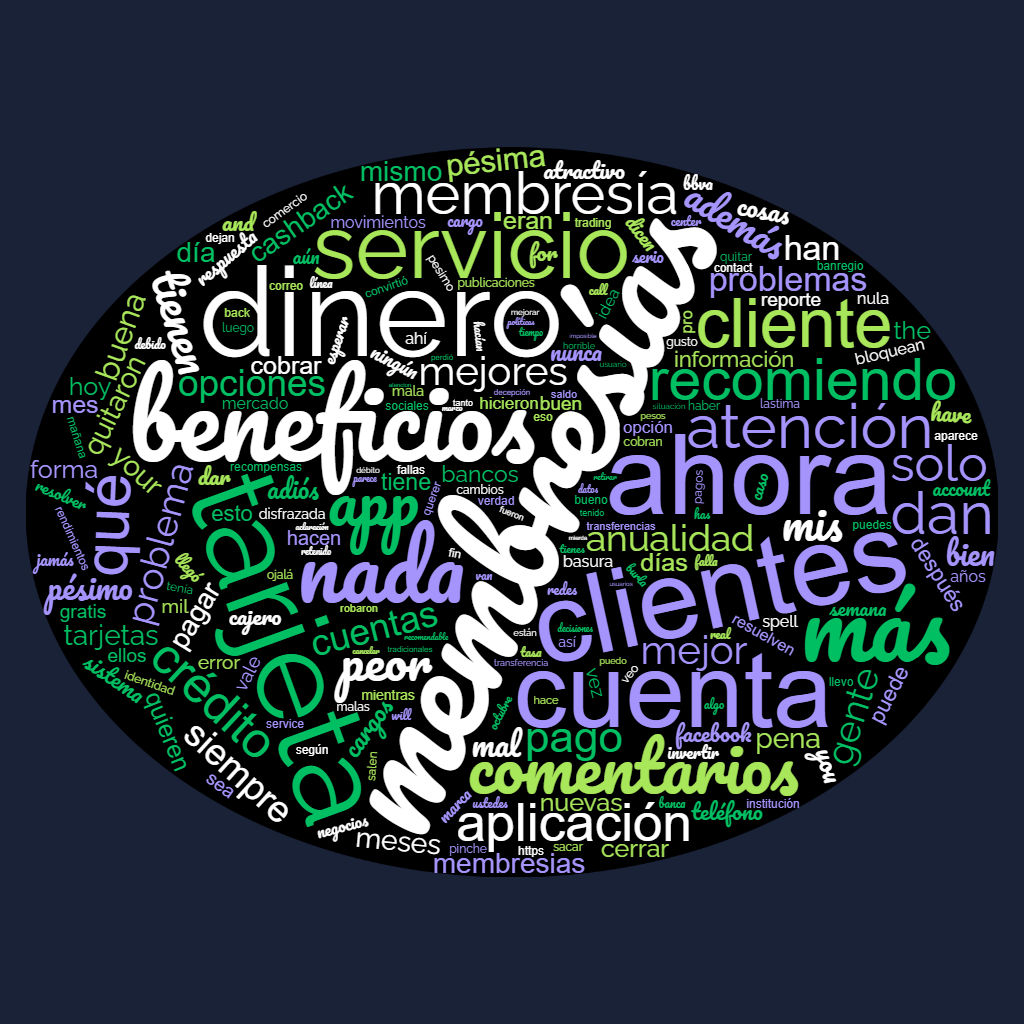 mismo
pésima
atractivo
bbva
membresía
además
cosas
comercio
and
dejan
cashback
movimientos
cargo
eran
trading
center
dicen
han
día
respuesta
aún
servicio
for
serio
quitar
contact
banregio
problemas
tienen
correo
línea
convirtió
pesimo
publicaciones
call
idea
reporte
nula
buena
back
luego
esperar
dinero
ahí
mejorar
políticas
tiempo
hacían
imposible
horrible
pro
cliente
the
debido
quitaron
cobrar
ningún
perdió
nunca
usuario
gusto
información
bloquean
hoy
opciones
mejores
atención
recomiendo
mes
mercado
beneficios
sociales
mala
tanto
marzo
decepción
saldo
hicieron
buen
situación
haber
lastima
have
mañana
your
eso
opción
pesos
cobran
atención
aparece
forma
qué
problema
dar
recompensas
débito
parece
fallas
bancos
membresías
ahora
solo
resolver
adiós
tiene
cambios
verdad
querer
retirar
datos
bueno
pagos
caso
account
rendimientos
esto
disfrazada
app
fueron
tenido
has
dan
aclaración
hacen
retenido
transferencias
anualidad
mis
puedes
jamás
llegó
tarjeta
nada
fin
mienta
basura
tienes
días
falla
después
bien
pésimo
tenía
ojalá
van
redes
burla
usuarios
clientes
años
gratis
mil
pagar
cajero
robaron
cuentas
recomendable
están
decisiones
así
real
resuelven
spell
semana
más
tarjetas
ellos
crédito
error
vale
cancelar
tradicionales
peor
transferencia
tasa
puedo
mejor
sistema
identidad
quieren
mientras
malas
will
cargos
hace
octubre
vez
veo
cuenta
algo
llevo
gente
puede
siempre
service
según
salen
mal
pago
facebook
invertir
pena
you
sea
negocios
meses
marca
comentarios
ustedes
nuevas
banca
teléfono
institución
aplicación
pinche
https
sacar
cerrar
membresias